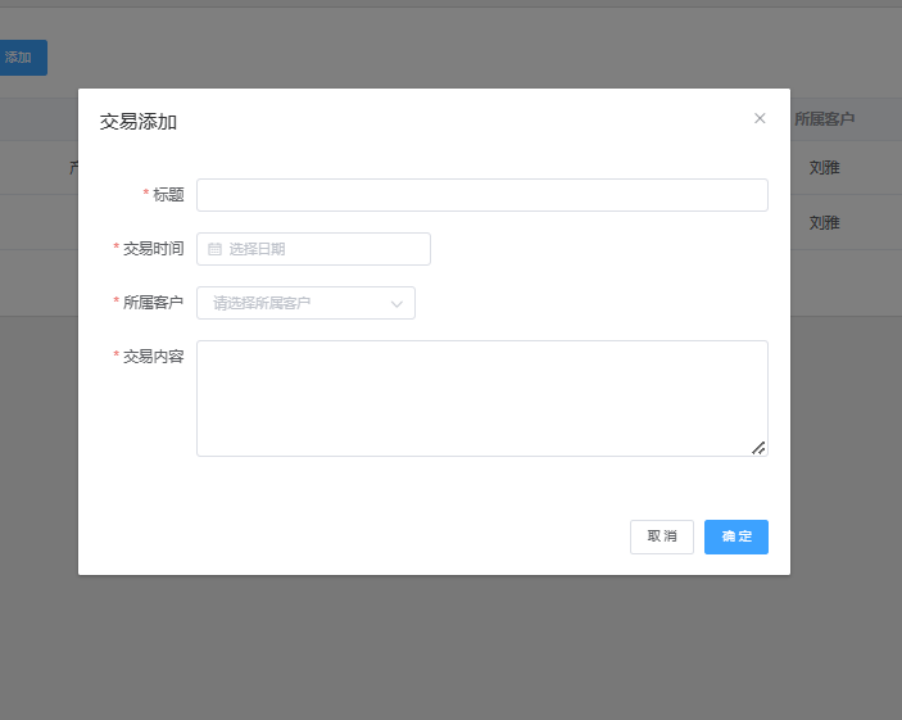 添加
交易添加
所属客户
产
刘雅
* 标题
刘雅
* 交易时间 选择日期
* 所属客户 请选择所属客户
* 交易内容
取消 确定